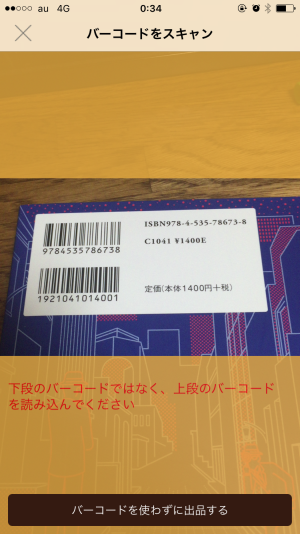 au 4G 0:34
バーコードをスキャン
ISBN978-4-535-78673-8
C1041 ¥1400E
9784535786738
定価(本体1400円+税)
1921041014001
下段のバーコードではなく、上段のバーコード
を読み込んでください
バーコードを使わずに出品する